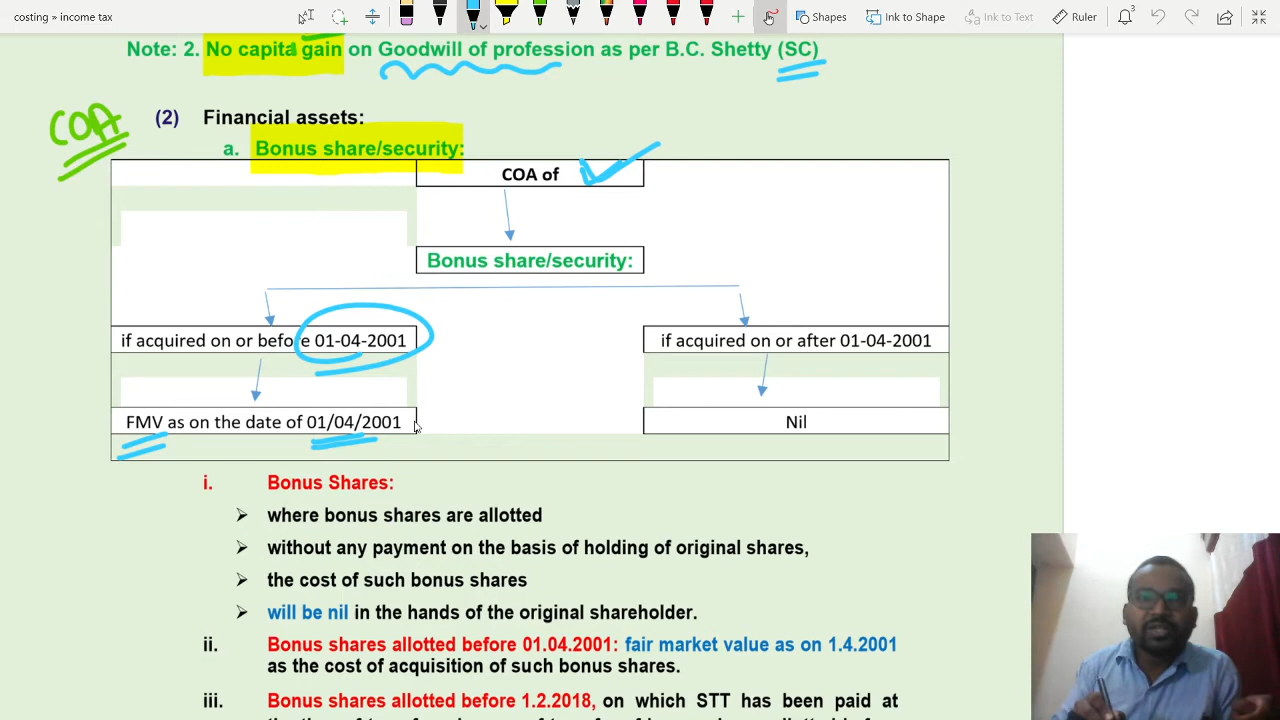 costing » income tax
Shapes
Ink to Shape
Ink to Text
Ruler
3
Note: 2. No capital gain on Goodwill of profession as per B.C. Shetty (SC)
COA
(2) Financial assets:
a. Bonus share/security:
COA of
Bonus share/security:
if acquired on or before 01-04-2001
if acquired on or after 01-04-2001
FMV as on the date of 01/04/2001
Nil
i. Bonus Shares:
➢ where bonus shares are allotted
➢ without any payment on the basis of holding of original shares,
➢ the cost of such bonus shares
➢ will be nil in the hands of the original shareholder.
ii. Bonus shares allotted before 01.04.2001: fair market value as on 1.4.2001
as the cost of acquisition of such bonus shares.
iii. Bonus shares allotted before 1.2.2018, on which STT has been paid at